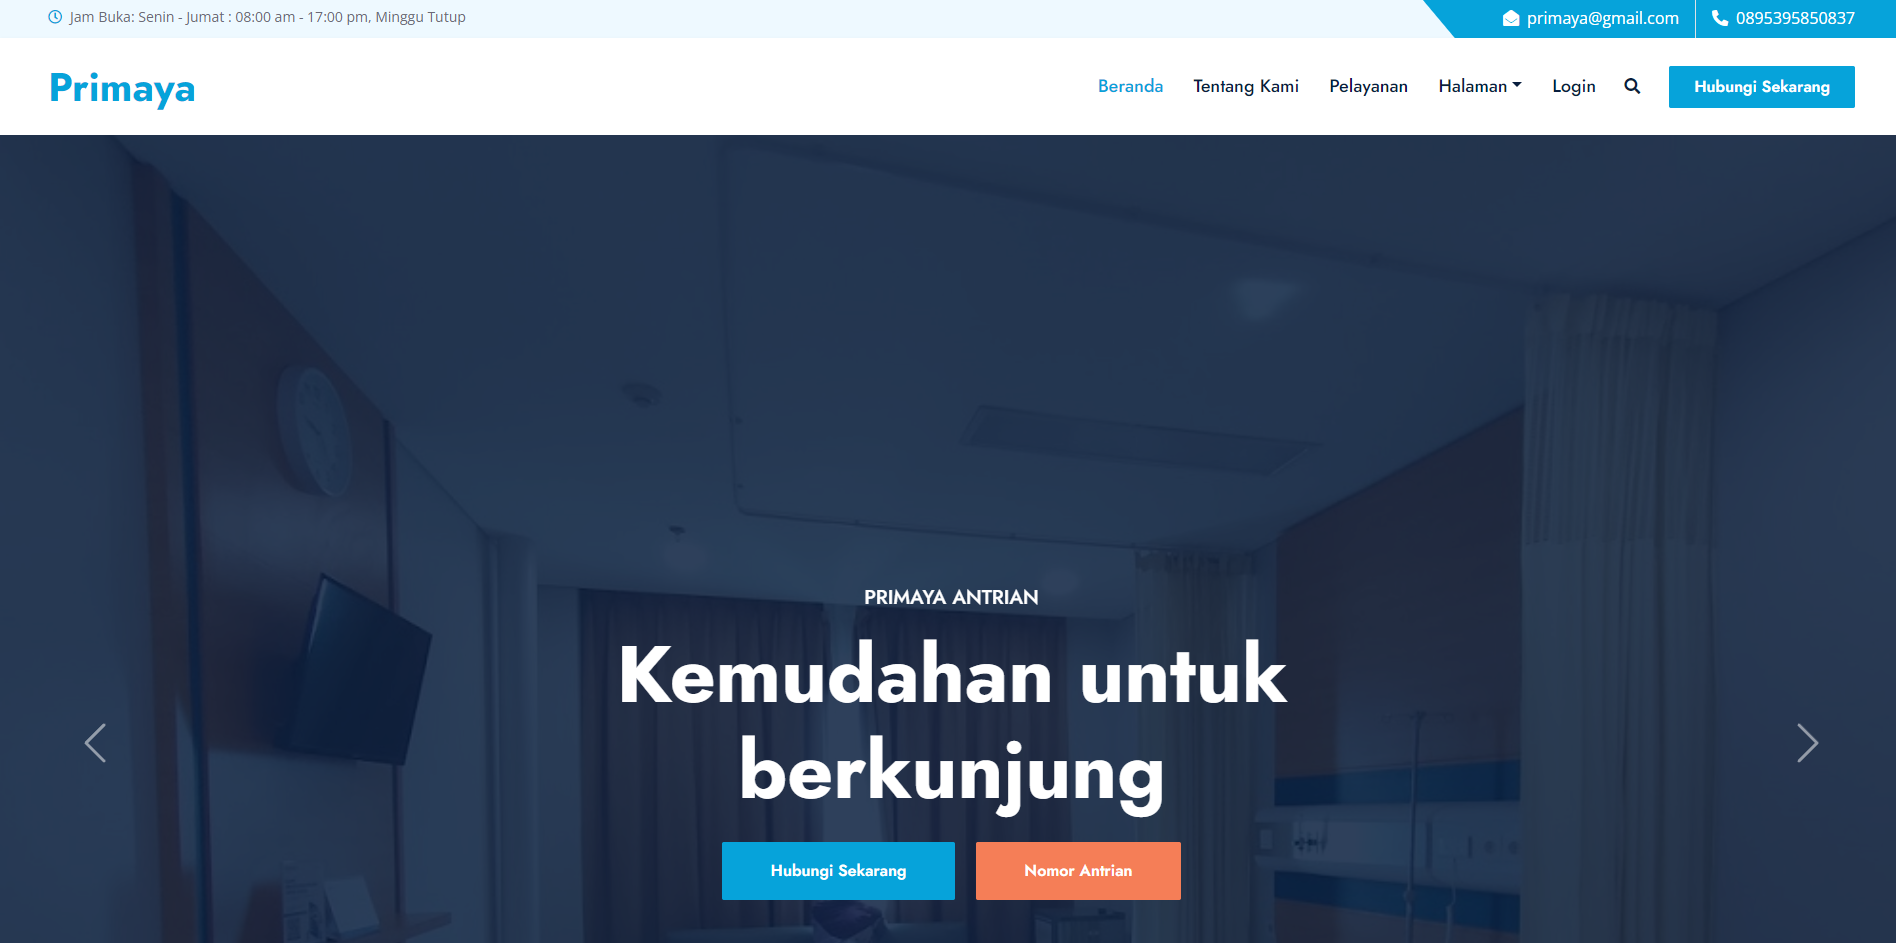 Jam Buka: Senin - Jumat : 08:00 am - 17:00 pm, Minggu Tutup
primaya@gmail.com
0895395850837
Primaya
Beranda
Tentang Kami
Pelayanan
Halaman
Login
Hubungi Sekarang
PRIMAYA ANTRIAN
Kemudahan untuk
berkunjung
Hubungi Sekarang
Nomor Antrian